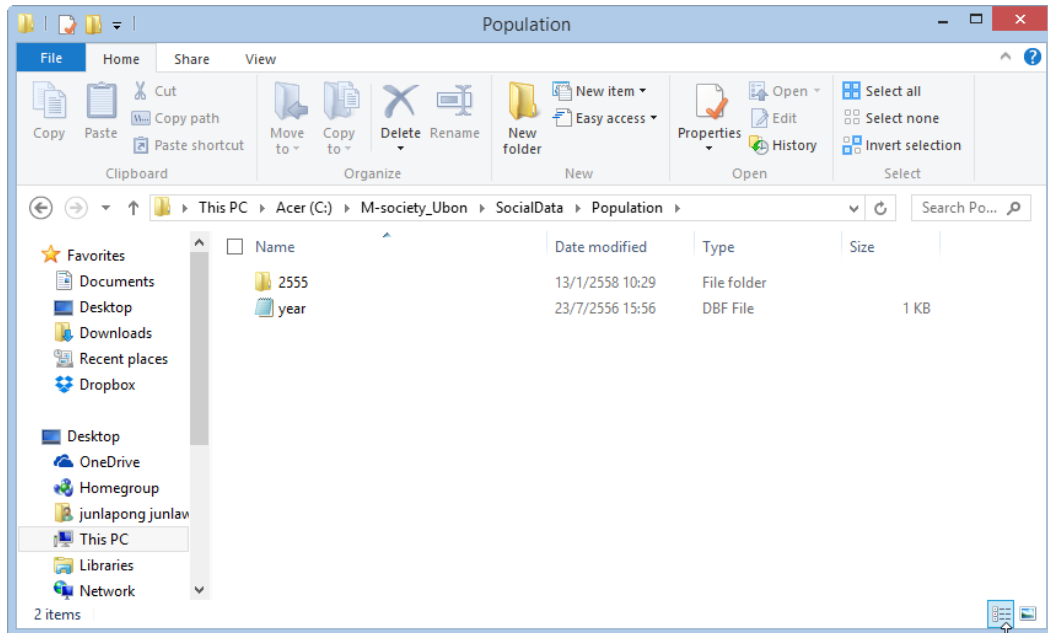 Population
File Home Share View
Copy
Paste
Cut
Copy path
Paste shortcut
Clipboard
Move to
Copy to
Delete
Rename
Organize
New folder
New item
Easy access
New
Properties
Open
Edit
History
Open
Select all
Select none
Invert selection
Select
This PC Acer (C:) M-society_Ubon SocialData Population
Search Po...
Favorites
Documents
Desktop
Downloads
Recent places
Dropbox
Desktop
OneDrive
Homegroup
junlapong junlaw
This PC
Libraries
Network
Name Date modified Type Size
2555 13/1/2558 10:29 File folder
year 23/7/2556 15:56 DBF File 1 KB
2 items